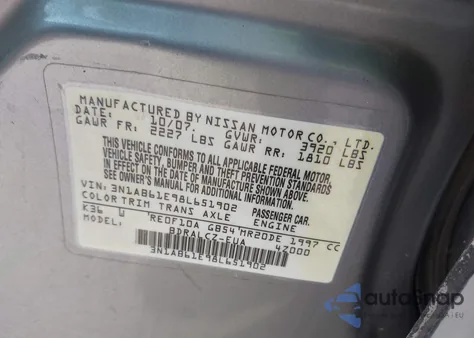 MANUFACTURED BY NISSAN MOTOR CO., LTD.
DATE: 10/07 GVWR: 3920 LBS
GAWR FR: 2227 LBS GAWR RR: 1810 LBS
THIS VEHICLE CONFORMS TO ALL APPLICABLE FEDERAL MOTOR
VEHICLE SAFETY, BUMPER AND THEFT PREVENTION STANDARDS
IN EFFECT ON THE DATE OF MANUFACTURE SHOWN ABOVE.
SEE OWNER'S MANUAL FOR ADDITIONAL INFORMATION
VIN: 3N1AB61E98L651902 PASSENGER CAR
COLOR TRIM TRANS AXLE ENGINE
K36 W RE0F10A GB54 MR20DE 1997 CC
MODEL: BDRALCZ-EUA 4Z000
3N1AB61E98L651902
autosnap